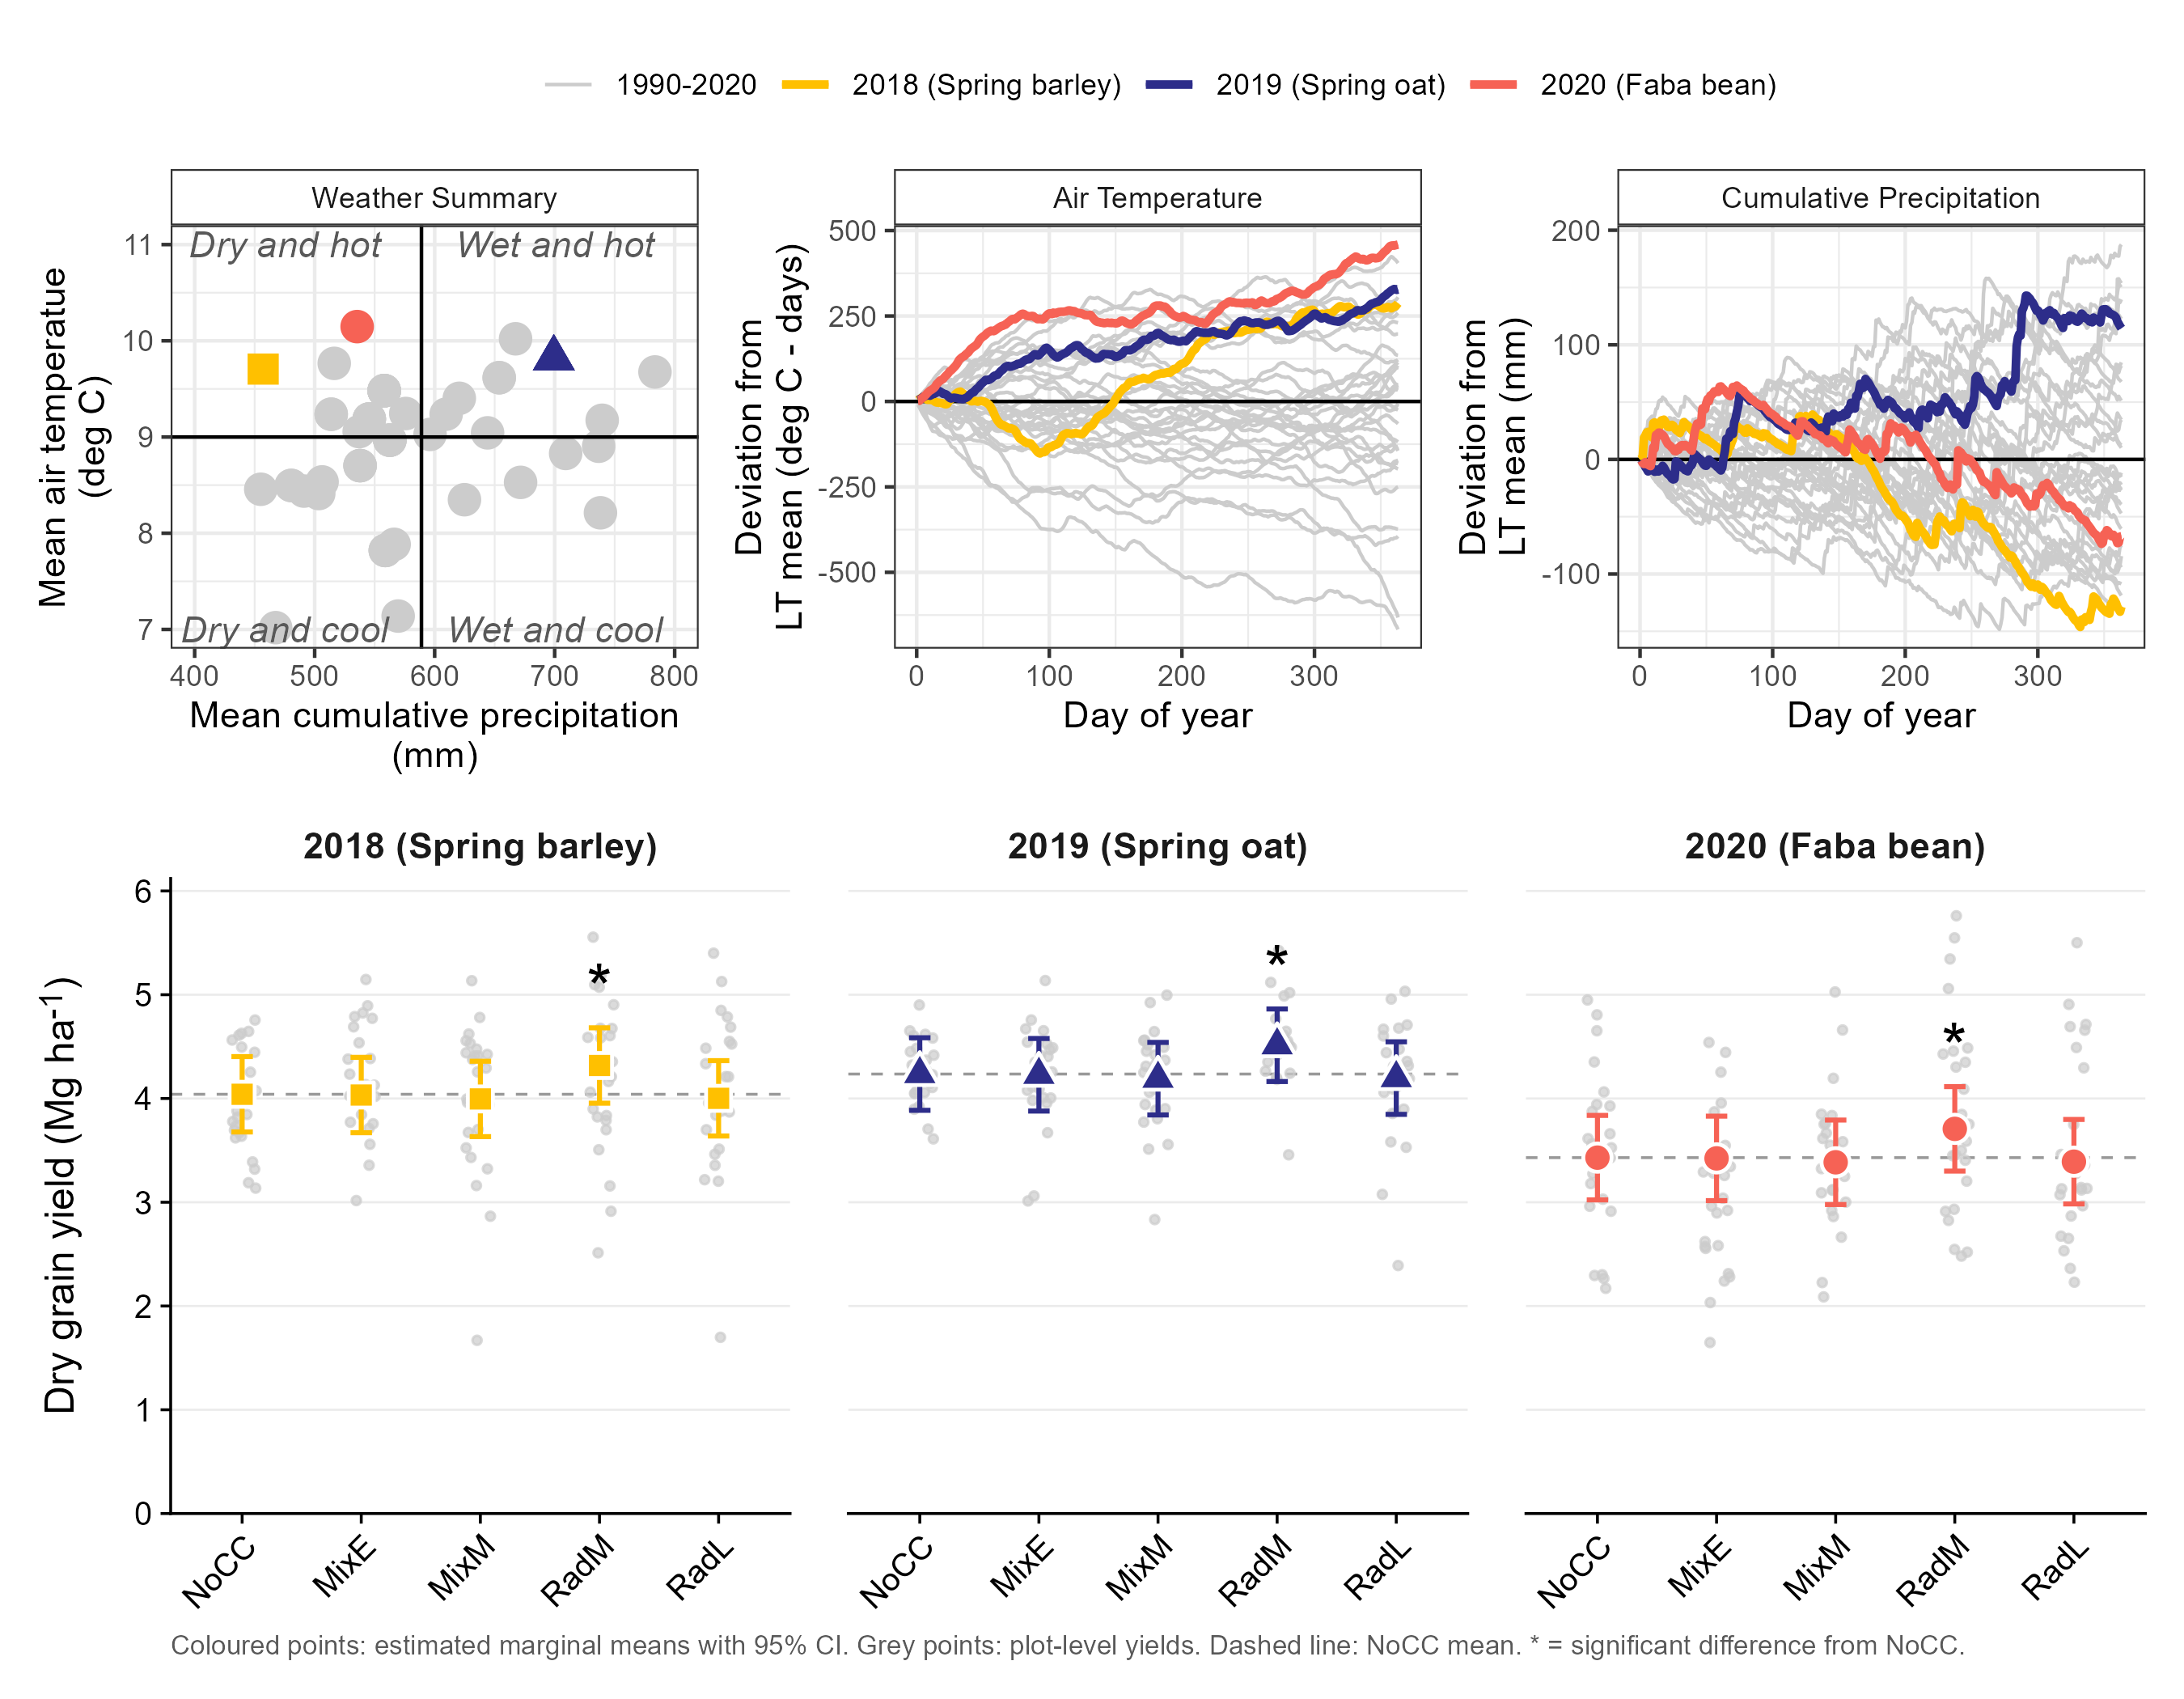 1990-2020 2018 (Spring barley) 2019 (Spring oat) 2020 (Faba bean)
Weather Summary
Mean air temperatue
(deg C)
11
10
9
8
7
Dry and hot
Wet and hot
Dry and cool
Wet and cool
400 500 600 700 800
Mean cumulative precipitation
(mm)
Air Temperature
Deviation from
LT mean (deg C - days)
500
250
0
-250
-500
0 100 200 300
Day of year
Cumulative Precipitation
Deviation from
LT mean (mm)
200
100
0
-100
0 100 200 300
Day of year
Dry grain yield (Mg ha⁻¹)
6
5
4
3
2
1
0
2018 (Spring barley)
*
NoCC MixE MixM RadM RadL
2019 (Spring oat)
*
NoCC MixE MixM RadM RadL
2020 (Faba bean)
*
NoCC MixE MixM RadM RadL
Coloured points: estimated marginal means with 95% CI. Grey points: plot-level yields. Dashed line: NoCC mean. * = significant difference from NoCC.